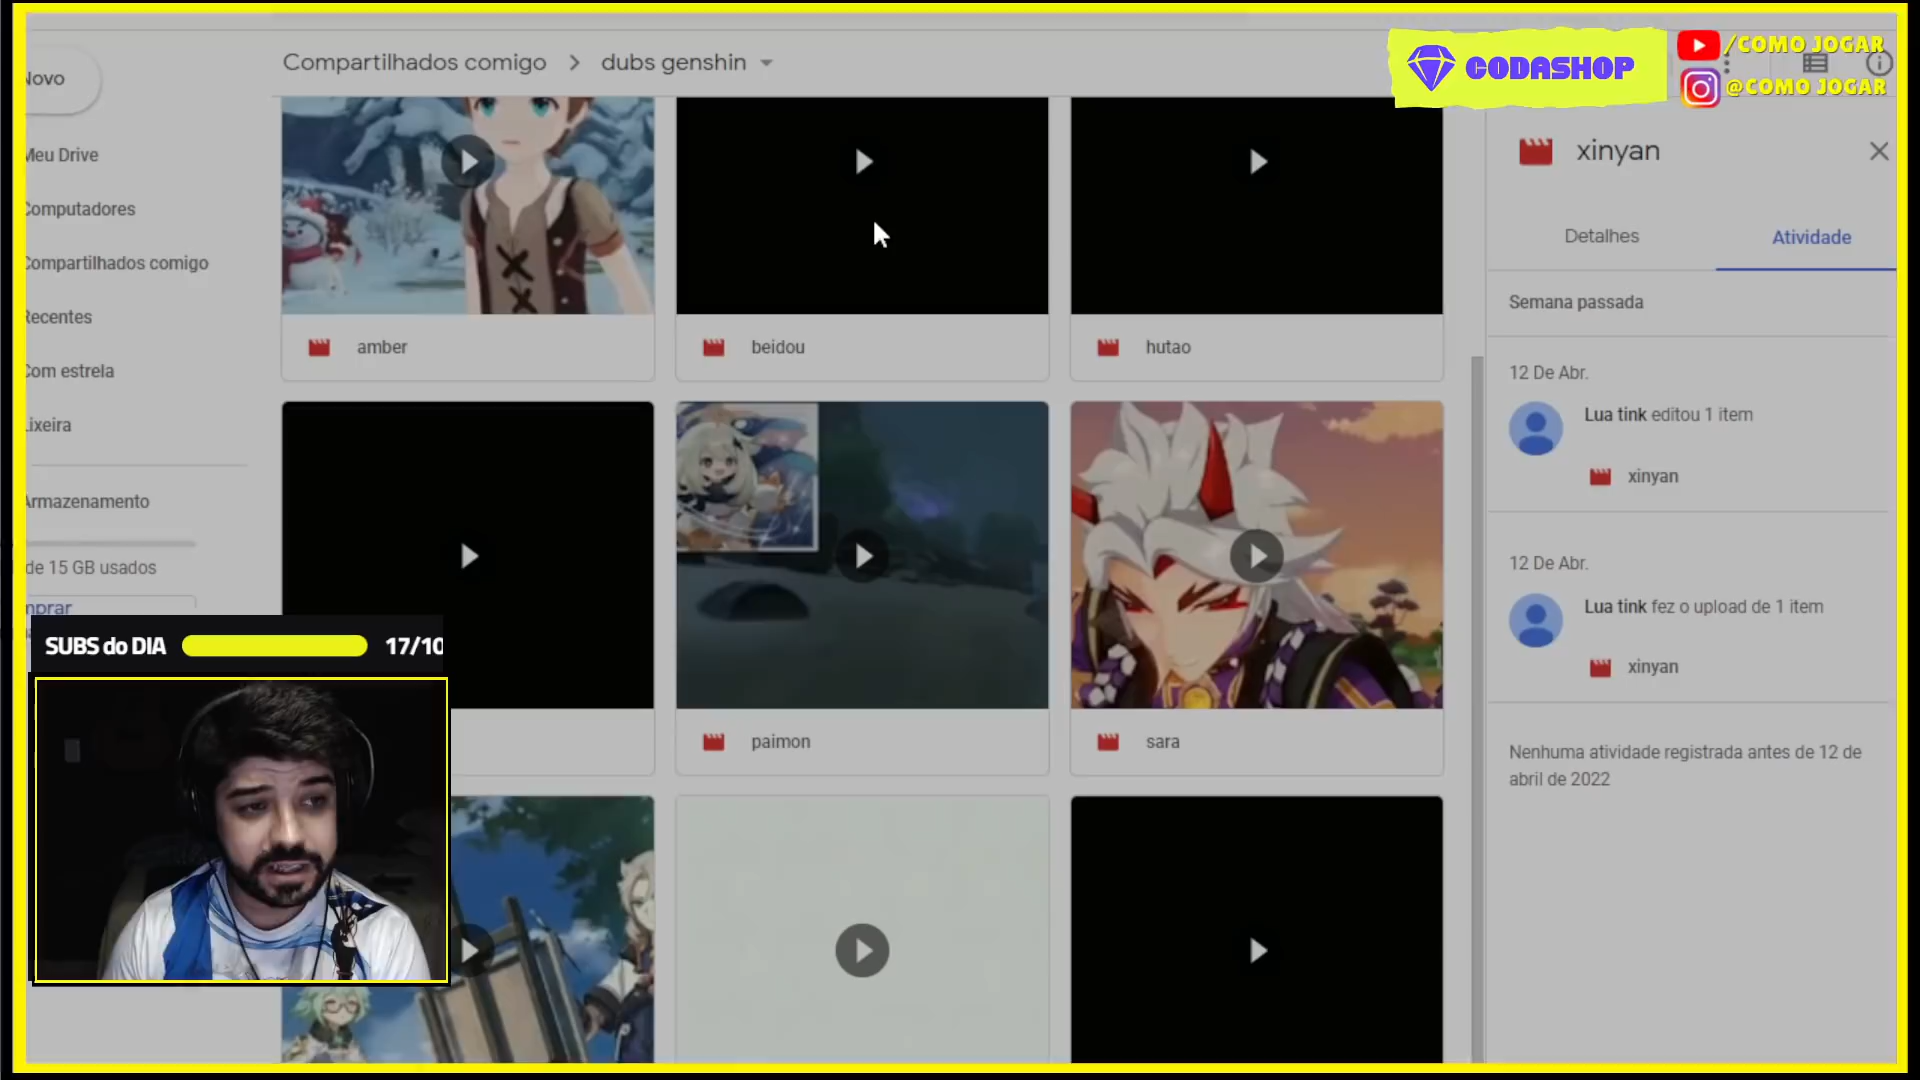 Novo
Compartilhados comigo > dubs genshin
CODASHOP
/COMO JOGAR
@COMO JOGAR
Meu Drive
Computadores
Compartilhados comigo
Recentes
Com estrela
Lixeira
Armazenamento
de 15 GB usados
mprar
SUBS do DIA 17/10
amber
beidou
hutao
paimon
sara
xinyan
Detalhes
Atividade
Semana passada
12 De Abr.
Lua tink editou 1 item
xinyan
12 De Abr.
Lua tink fez o upload de 1 item
xinyan
Nenhuma atividade registrada antes de 12 de
abril de 2022